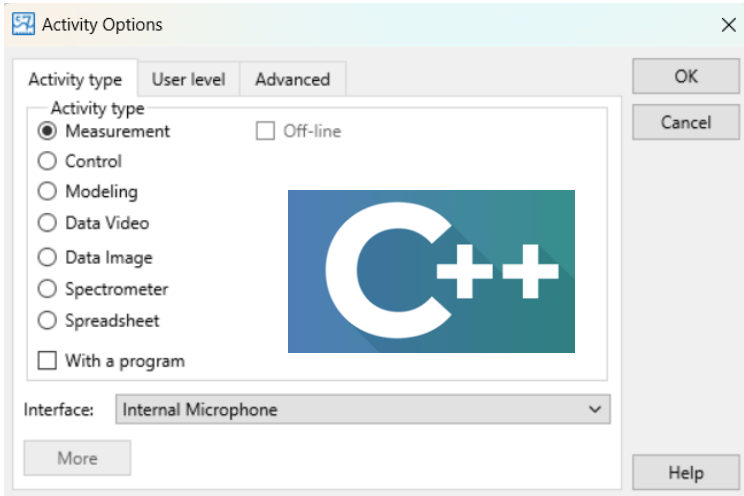 Activity Options
Activity type User level Advanced
OK
Activity type
Measurement Off-line
Cancel
Control
Modeling
Data Video
Data Image
Spectrometer
Spreadsheet
C++
With a program
Interface: Internal Microphone
More
Help